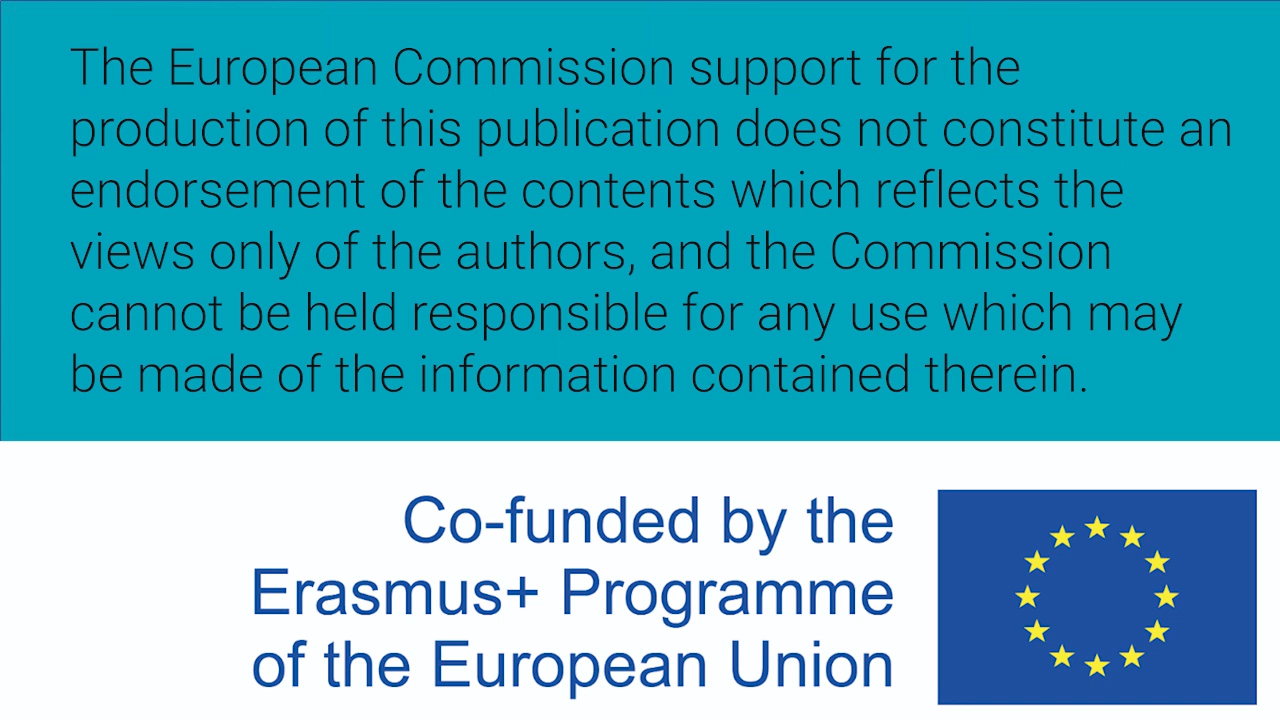 The European Commission support for the
production of this publication does not constitute an
endorsement of the contents which reflects the
views only of the authors, and the Commission
cannot be held responsible for any use which may
be made of the information contained therein.
Co-funded by the
Erasmus+ Programme
of the European Union